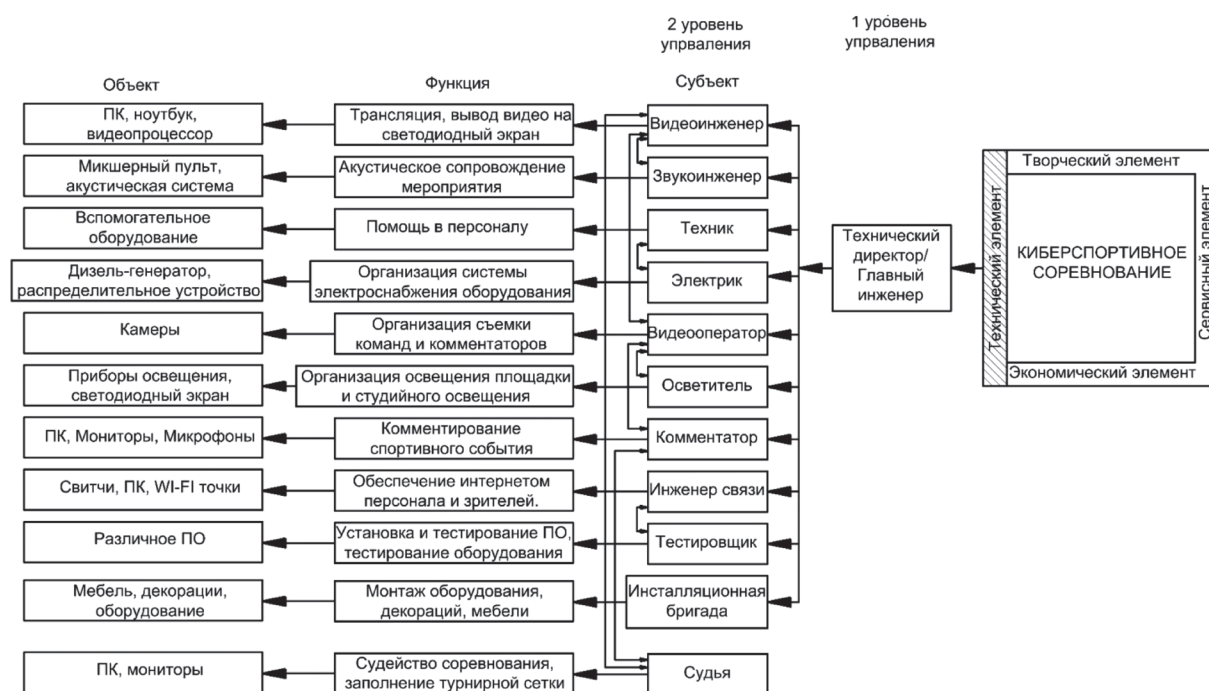 2 уровень
упрваления
1 уровень
упрваления
Объект
Функция
Субъект
ПК, ноутбук,
видеопроцессор
Трансляция, вывод видео на
светодиодный экран
Видеоинженер
Микшерный пульт,
акустическая система
Акустическое сопровождение
мероприятия
Звукоинженер
Вспомогательное
оборудование
Помощь в персоналу
Техник
Дизель-генератор,
распределительное устройство
Организация системы
электроснабжения оборудования
Электрик
Камеры
Организация съемки
команд и комментаторов
Видеооператор
Приборы освещения,
светодиодный экран
Организация освещения площадки
и студийного освещения
Осветитель
ПК, Мониторы, Микрофоны
Комментирование
спортивного события
Комментатор
Свитчи, ПК, WI-FI точки
Обеспечение интернетом
персонала и зрителей.
Инженер связи
Различное ПО
Установка и тестирование ПО,
тестирование оборудования
Тестировщик
Мебель, декорации,
оборудование
Монтаж оборудования,
декораций, мебели
Инсталляционная
бригада
ПК, мониторы
Судейство соревнования,
заполнение турнирной сетки
Судья
Технический
директор/
Главный
инженер
Технический элемент
Творческий элемент
КИБЕРСПОРТИВНОЕ
СОРЕВНОВАНИЕ
Сервисный элемент
Экономический элемент